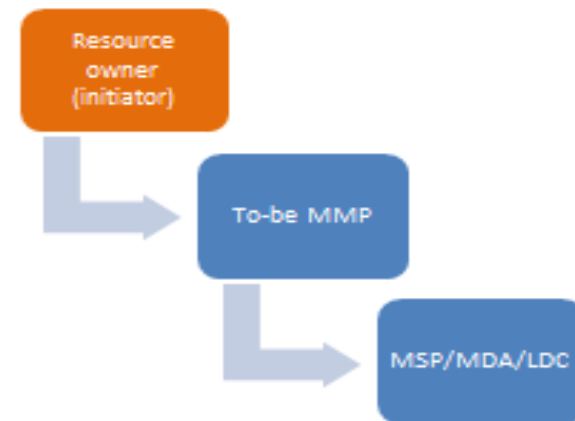 Resource
owner
(initiator)
To-be MMP
MSP/MDA/LDC